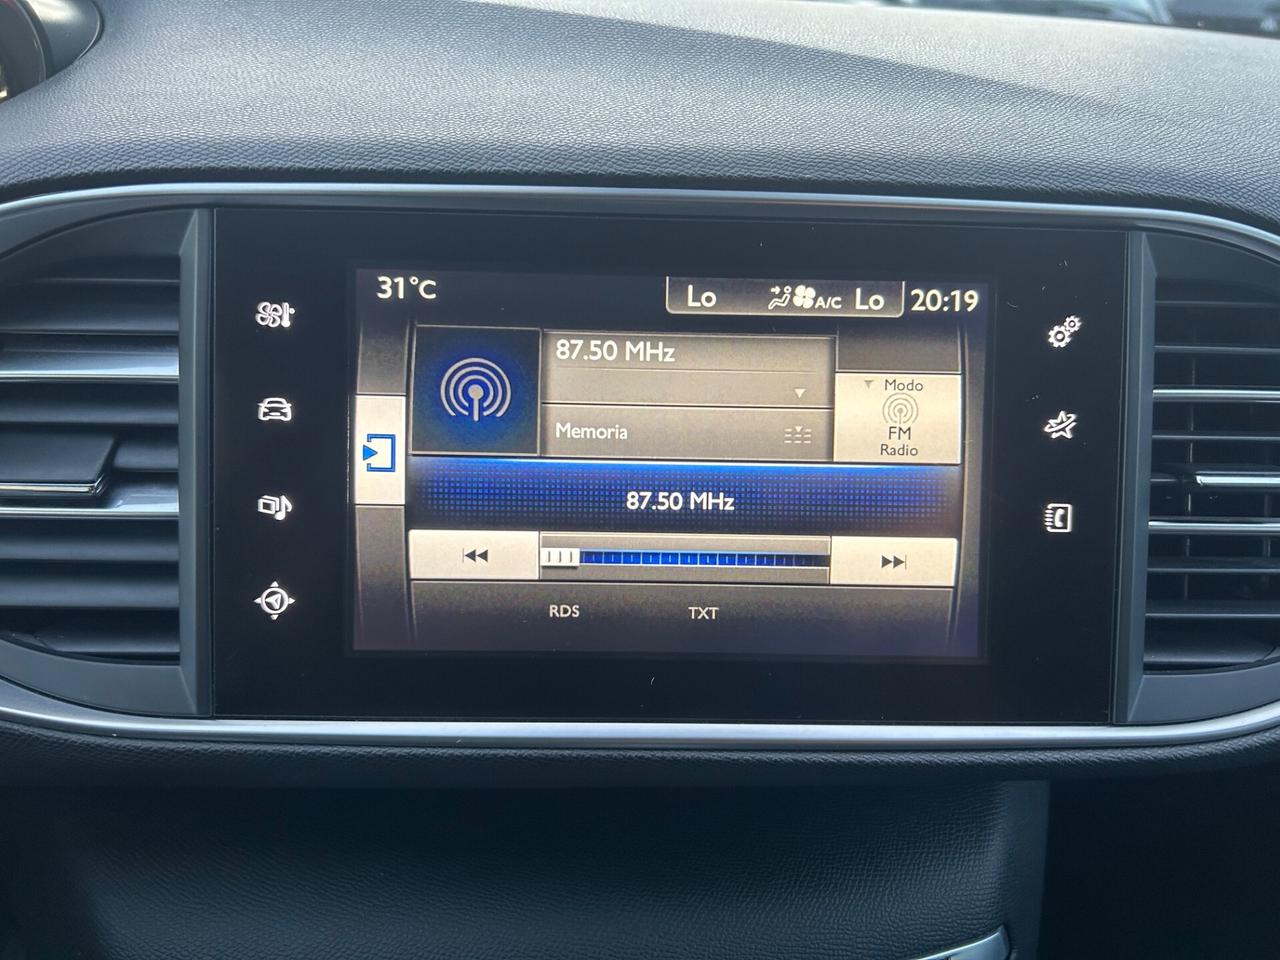 31°C
Lo A/C Lo 20:19
87.50 MHz
Memoria
Modo
FM
Radio
87.50 MHz
RDS TXT